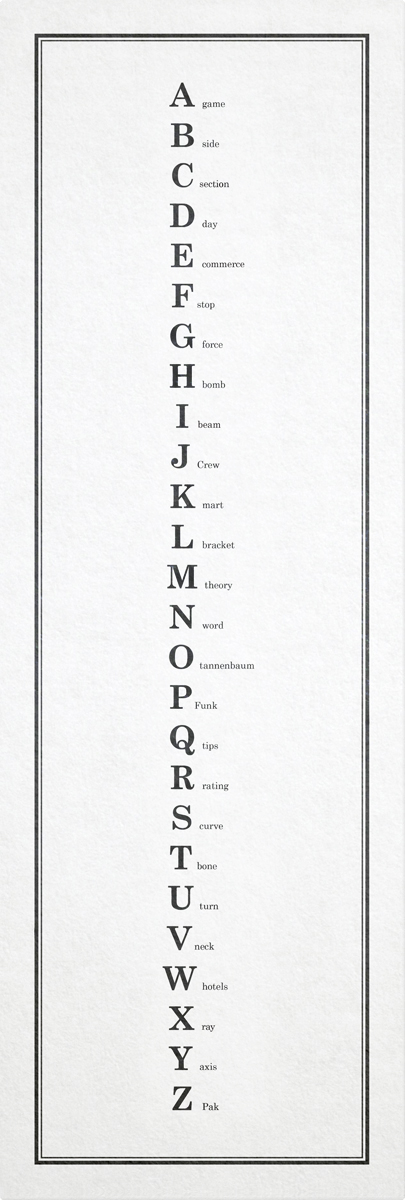 A game
B side
C section
D day
E commerce
F stop
G force
H bomb
I beam
J Crew
K mart
L bracket
M theory
N word
O tannenbaum
P Funk
Q tips
R rating
S curve
T bone
U turn
V neck
W hotels
X ray
Y axis
Z Pak